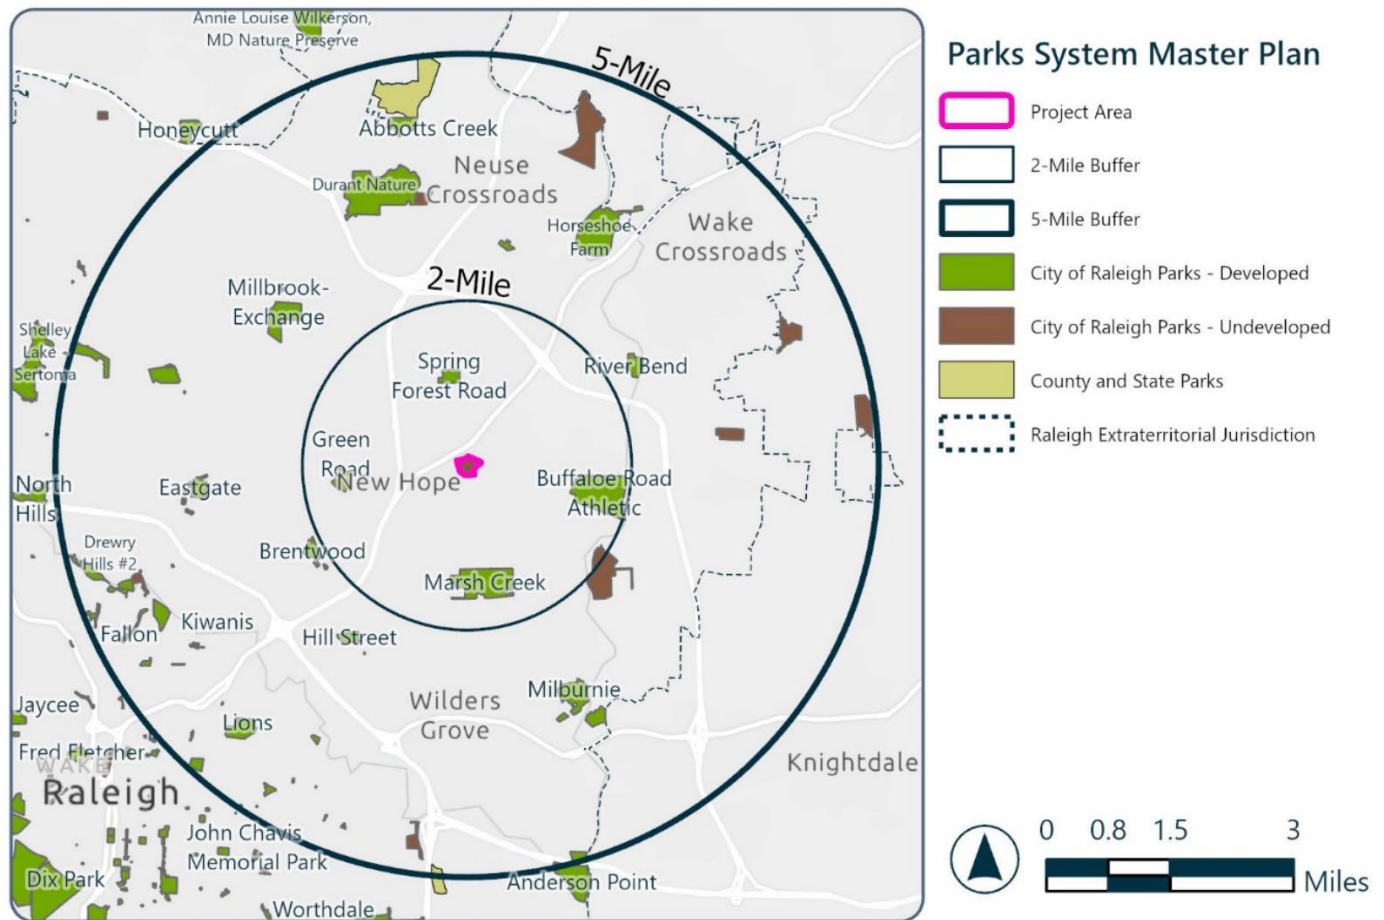 Annie Louise Wilkerson,
MD Nature Preserve
5-Mile
Honeycutt
Abbotts Creek
Neuse
Crossroads
Durant Nature
Horseshoe
Farm
Wake
Crossroads
2-Mile
Millbrook-
Exchange
Shelley
Lake -
Sertoma
Spring
Forest Road
River Bend
Green
Road
New Hope
Buffaloe Road
Athletic
North
Hills
Eastgate
Drewry
Hills #2
Brentwood
Marsh Creek
Fallon
Kiwanis
Hill Street
Jaycee
Lions
Wilders
Grove
Milburnie
Fred Fletcher
WAKE
Raleigh
Knightdale
John Chavis
Memorial Park
Dix Park
Anderson Point
Worthdale
Parks System Master Plan
Project Area
2-Mile Buffer
5-Mile Buffer
City of Raleigh Parks - Developed
City of Raleigh Parks - Undeveloped
County and State Parks
Raleigh Extraterritorial Jurisdiction
0 0.8 1.5 3
Miles